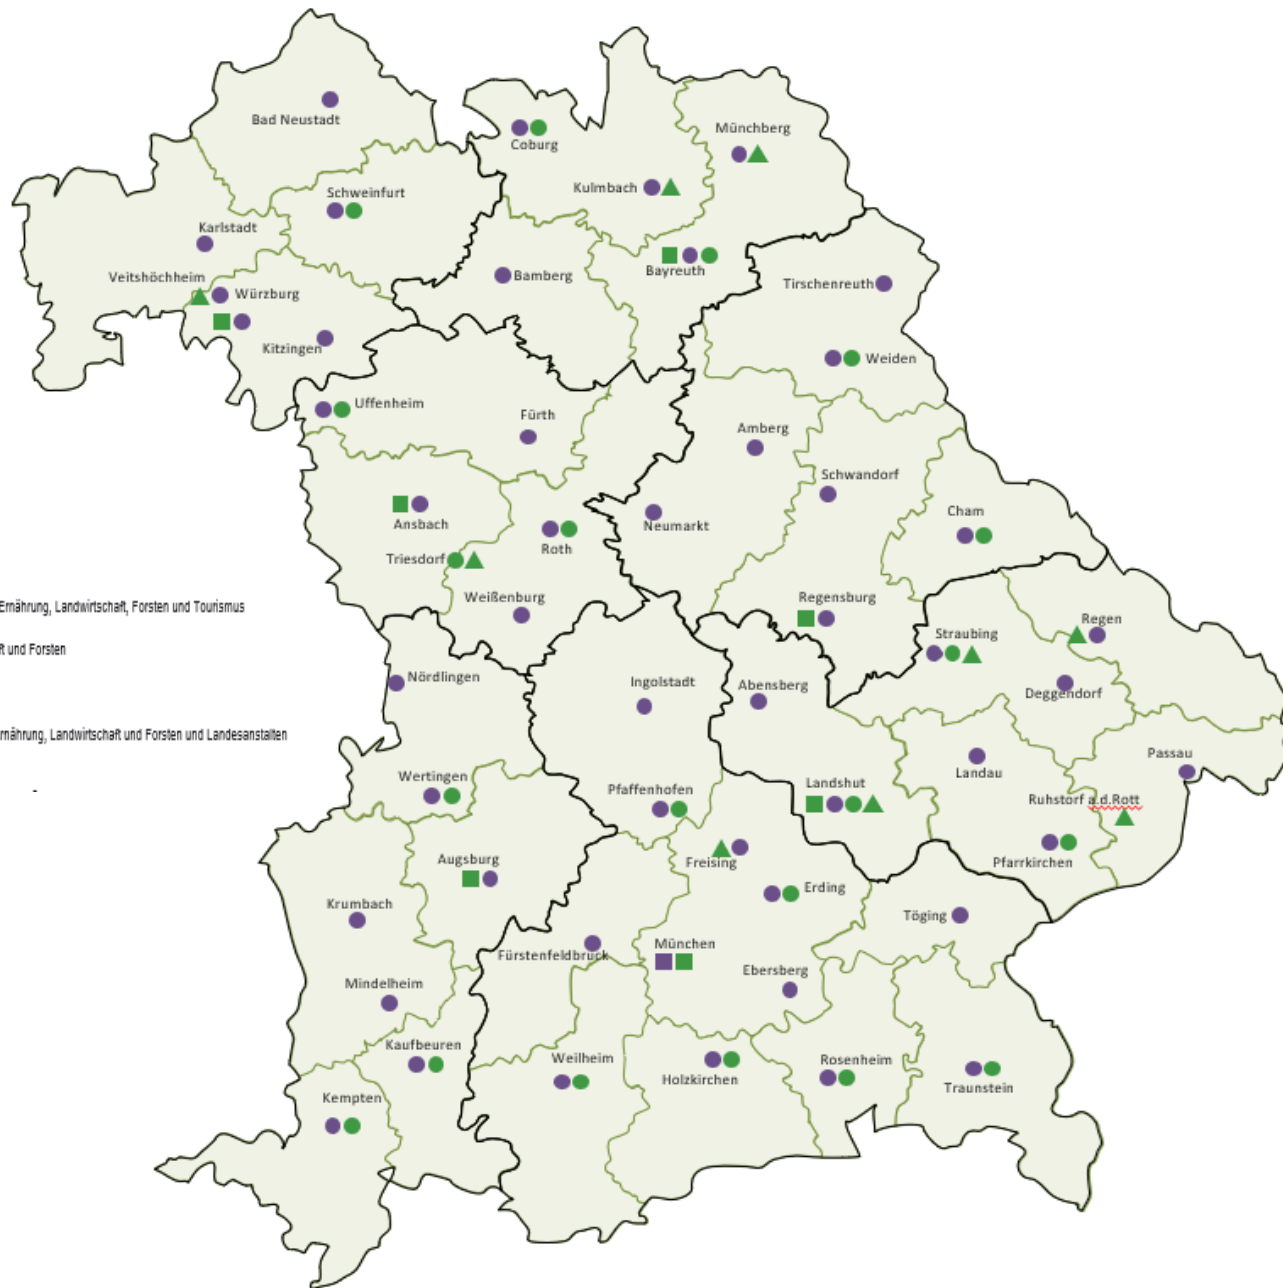 Bad Neustadt
Coburg
Münchberg
Kulmbach
Schweinfurt
Karlstadt
Bayreuth
Bamberg
Veitshöchheim
Tirschenreuth
Würzburg
Kitzingen
Weiden
Uffenheim
Fürth
Amberg
Schwandorf
Cham
Ansbach
Neumarkt
Roth
Triesdorf
Weißenburg
Regensburg
Ernährung, Landwirtschaft, Forsten und Tourismus
Straubing
Regen
ft und Forsten
Nördlingen
Ingolstadt
Abensberg
Deggendorf
rnährung, Landwirtschaft und Forsten und Landesanstalten
Passau
Landau
Wertingen
Pfaffenhofen
Landshut
-
Ruhstorf a.d.Rott
Augsburg
Freising
Pfarrkirchen
Erding
Krumbach
Töging
Fürstenfeldbruck
München
Ebersberg
Mindelheim
Kaufbeuren
Weilheim
Holzkirchen
Rosenheim
Traunstein
Kempten